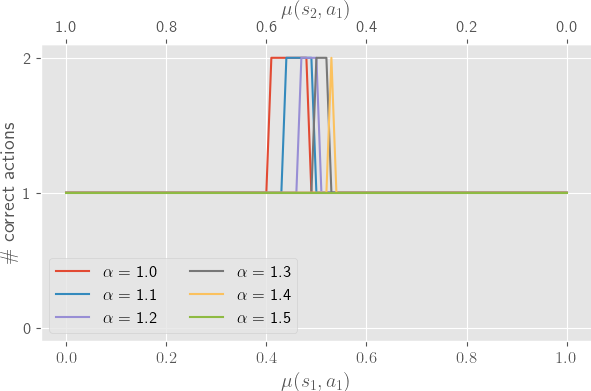 μ(s₂, a₁)
1.0 0.8 0.6 0.4 0.2 0.0
2
1
0
# correct actions
α = 1.0 α = 1.3
α = 1.1 α = 1.4
α = 1.2 α = 1.5
0.0 0.2 0.4 0.6 0.8 1.0
μ(s₁, a₁)